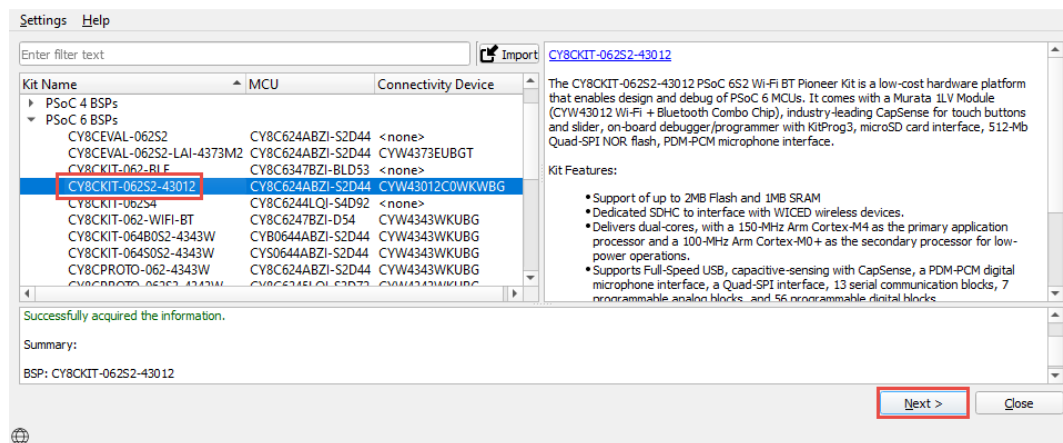 Settings Help
Enter filter text
Import
Kit Name MCU Connectivity Device
PSoC 4 BSPs
PSoC 6 BSPs
CY8CEVAL-062S2 CY8C624ABZI-S2D44 <none>
CY8CEVAL-062S2-LAI-4373M2 CY8C624ABZI-S2D44 CYW4373EUBGT
CY8CKIT-062-BLE CY8C6347BZI-BLD53 <none>
CY8CKIT-062S2-43012 CY8C624ABZI-S2D44 CYW43012C0WKWBG
CY8CKIT-062S4 CY8C6244LQI-S4D92 <none>
CY8CKIT-062-WIFI-BT CY8C6247BZI-D54 CYW4343WKUBG
CY8CKIT-064B0S2-4343W CYB0644ABZI-S2D44 CYW4343WKUBG
CY8CKIT-064S0S2-4343W CYS0644ABZI-S2D44 CYW4343WKUBG
CY8CPROTO-062-4343W CY8C624ABZI-S2D44 CYW4343WKUBG
CY8CPROTO-062S3-4343W CY8C6245LQI-S3D72 CYW4343WKUBG
CY8CKIT-062S2-43012
The CY8CKIT-062S2-43012 PSoC 6S2 Wi-Fi BT Pioneer Kit is a low-cost hardware platform
that enables design and debug of PSoC 6 MCUs. It comes with a Murata 1LV Module
(CYW43012 Wi-Fi + Bluetooth Combo Chip), industry-leading CapSense for touch buttons
and slider, on-board debugger/programmer with KitProg3, microSD card interface, 512-Mb
Quad-SPI NOR flash, PDM-PCM microphone interface.
Kit Features:
•Support of up to 2MB Flash and 1MB SRAM
•Dedicated SDHC to interface with WICED wireless devices.
•Delivers dual-cores, with a 150-MHz Arm Cortex-M4 as the primary application
processor and a 100-MHz Arm Cortex-M0+ as the secondary processor for low-
power operations.
•Supports Full-Speed USB, capacitive-sensing with CapSense, a PDM-PCM digital
microphone interface, a Quad-SPI interface, 13 serial communication blocks, 7
programmable analog blocks, and 56 programmable digital blocks.
Successfully acquired the information.
Summary:
BSP: CY8CKIT-062S2-43012
Next > Close